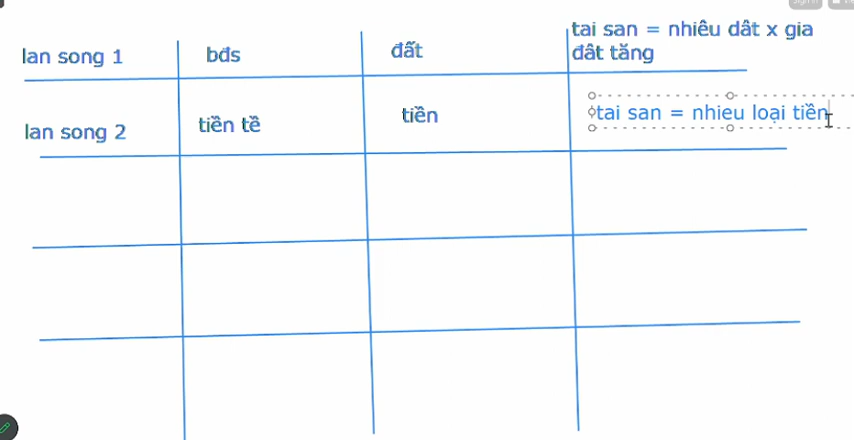 lan song 1 bđs đất tai san = nhiêu dât x gia
đât tăng
lan song 2 tiền tề tiền tai san = nhieu loại tiền